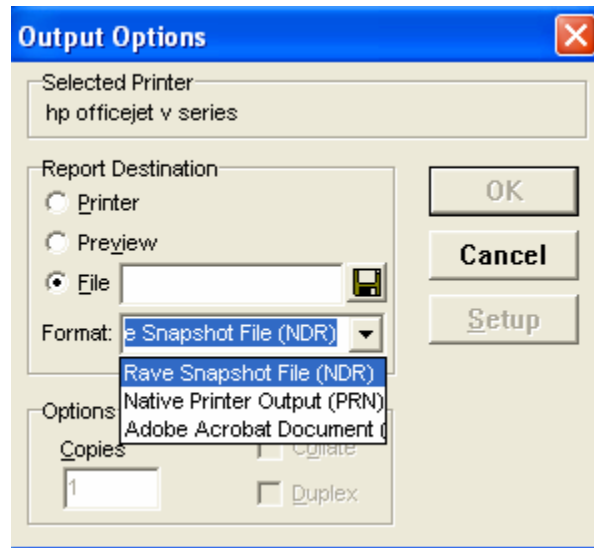 Output Options
Selected Printer
hp officejet v series
Report Destination
Printer
Preview
File
Format: e Snapshot File (NDR)
Rave Snapshot File (NDR)
Native Printer Output (PRN)
Adobe Acrobat Document (
Options
Copies
1
Collate
Duplex
OK
Cancel
Setup